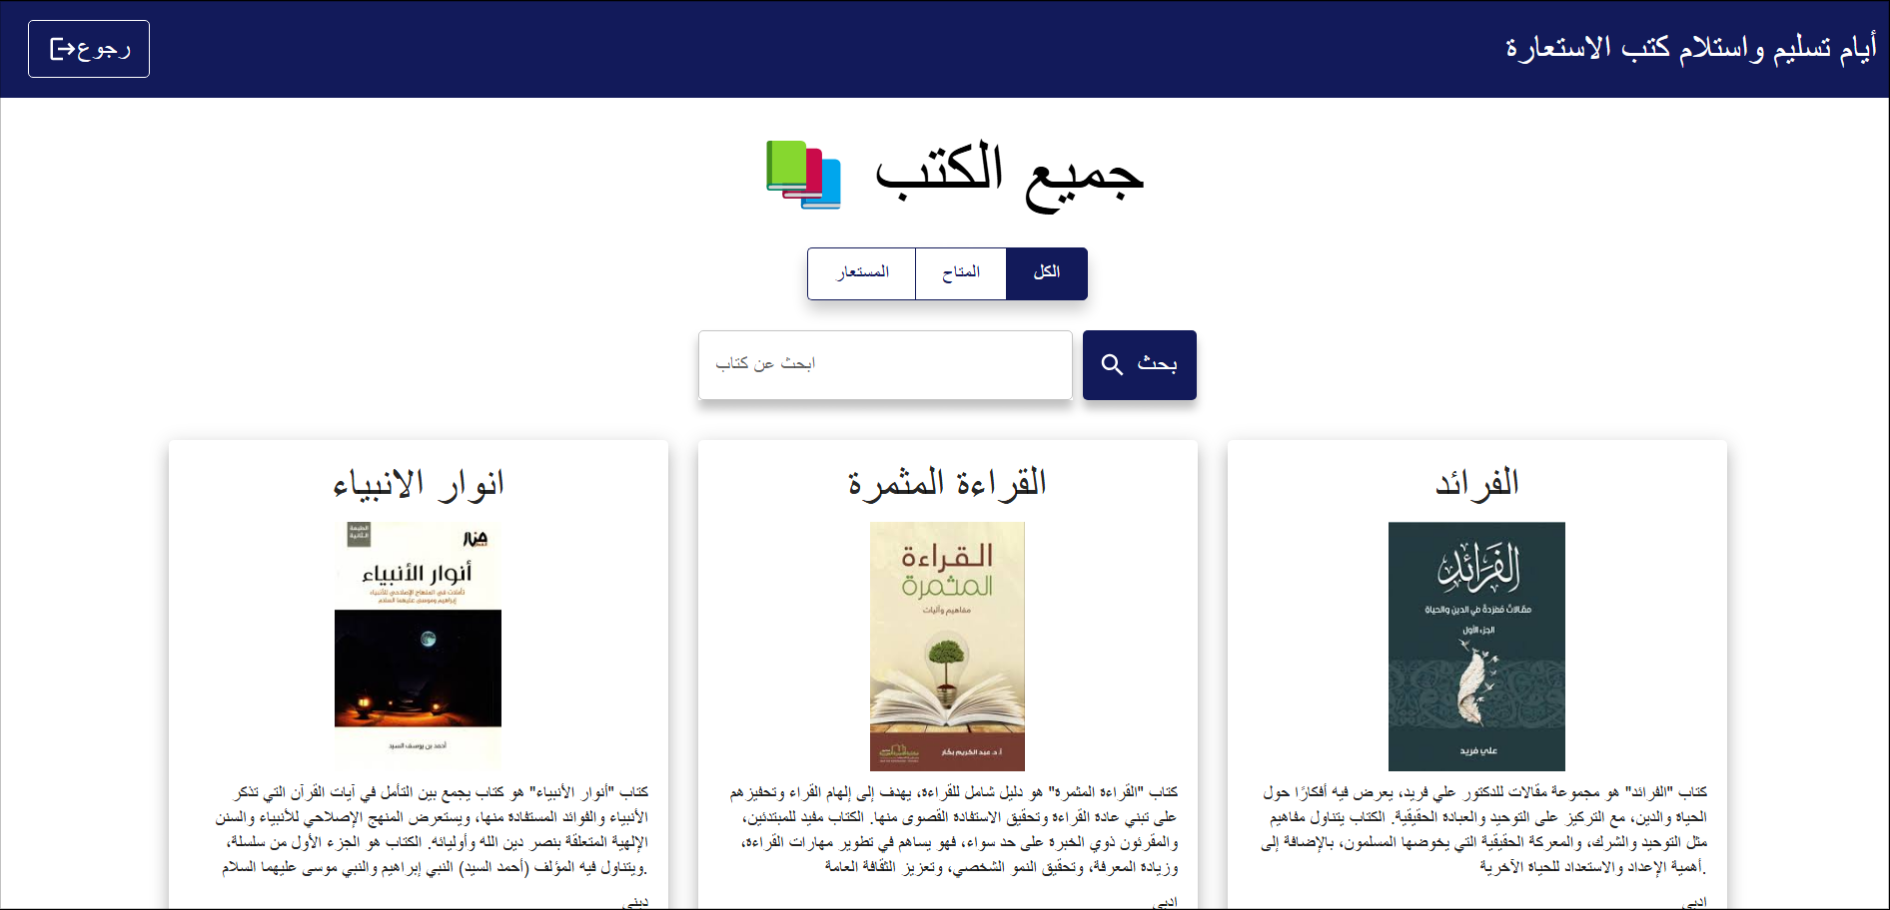 أيام تسليم واستلام كتب الاستعارة
رجوع
جميع الكتب
الكل
المتاح
المستعار
بحث
ابحث عن كتاب
الفرائد
الفَرَائد
مقالات مُفرَدة في الدين والحياة
الجزء الأول
علي فريد
كتاب "الفرائد" هو مجموعة مقالات للدكتور علي فريد، يعرض فيه أفكارًا حول
الحياة والدين، مع التركيز على التوحيد والعبادة الحقيقية. الكتاب يتناول مفاهيم
مثل التوحيد والشرك، والمعركة الحقيقية التي يخوضها المسلمون، بالإضافة إلى
.أهمية الإعداد والاستعداد للحياة الآخرية
ادبي
القراءة المثمرة
القراءة
المثمرة
مفاهيم وآليات
أ. د. عبد الكريم بكار
كتاب "القراءة المثمرة" هو دليل شامل للقراءة، يهدف إلى إلهام القراء وتحفيزهم
على تبني عادة القراءة وتحقيق الاستفادة القصوى منها. الكتاب مفيد للمبتدئين،
والمقرئون ذوي الخبرة على حد سواء، فهو يساهم في تطوير مهارات القراءة،
وزيادة المعرفة، وتحقيق النمو الشخصي، وتعزيز الثقافة العامة
ادبي
انوار الانبياء
الطبعة
الثانية
منار
أنوار الأنبياء
تأملات في المنهاج الإصلاحي للأنبياء
إبراهيم وموسى عليهما السلام
أحمد بن يوسف السيد
كتاب "أنوار الأنبياء" هو كتاب يجمع بين التأمل في آيات القرآن التي تذكر
الأنبياء والفوائد المستفادة منها، ويستعرض المنهج الإصلاحي للأنبياء والسنن
الإلهية المتعلقة بنصر دين الله وأوليائه. الكتاب هو الجزء الأول من سلسلة،
.ويتناول فيه المؤلف (أحمد السيد) النبي إبراهيم والنبي موسى عليهما السلام
ديني